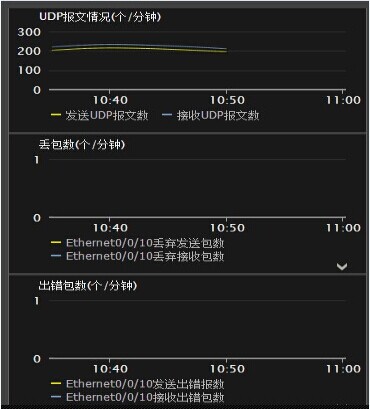 UDP报文情况(个/分钟)
300
200
100
0
10:40 10:50 11:00
发送UDP报文数 接收UDP报文数
丢包数(个/分钟)
1
0
10:40 10:50 11:00
Ethernet0/0/10丢弃发送包数
Ethernet0/0/10丢弃接收包数
出错包数(个/分钟)
1
0
10:40 10:50 11:00
Ethernet0/0/10发送出错报数
Ethernet0/0/10接收出错包数